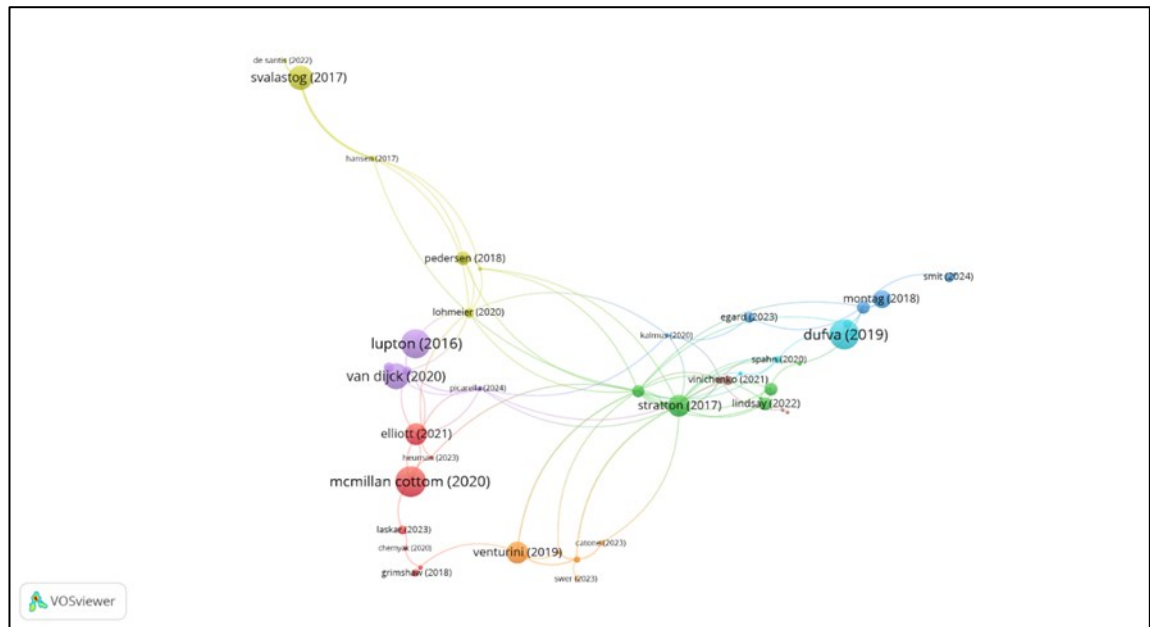 de santis (2022)
svalastog (2017)
hansen (2017)
pedersen (2018)
smit (2024)
montag (2018)
lohmeier (2020)
egard (2023)
dufva (2019)
kalmus (2020)
lupton (2016)
spahn (2020)
van dijck (2020)
vinichenko (2021)
picarella (2024)
stratton (2017)
lindsay (2022)
elliott (2021)
heuman (2023)
mcmillan cottom (2020)
laskar (2023)
chernyak (2020)
venturini (2019)
grimshaw (2018)
swer (2023)
VOSviewer